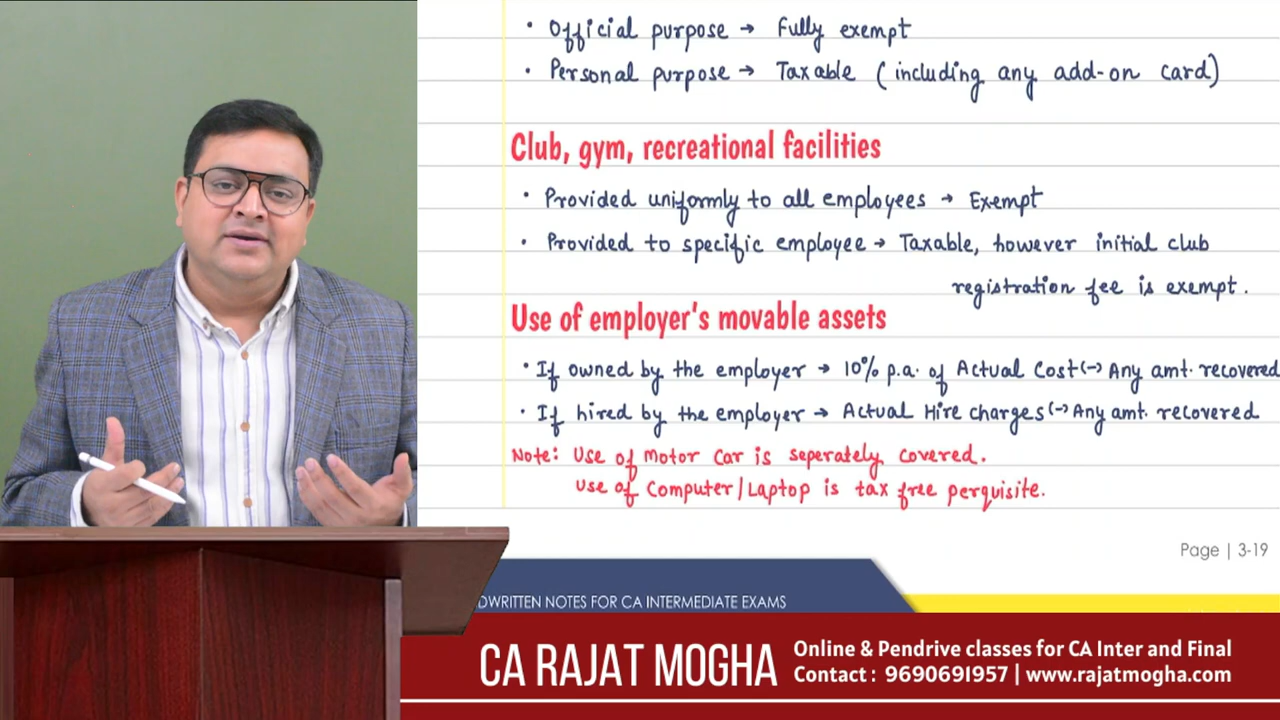 • Official purpose → Fully exempt
• Personal purpose → Taxable (including any add-on card)
Club, gym, recreational facilities
• Provided uniformly to all employees → Exempt
• Provided to specific employee → Taxable, however initial club
registration fee is exempt.
Use of employer's movable assets
• If owned by the employer → 10% p.a. of Actual Cost (-) Any amt. recovered
• If hired by the employer → Actual Hire charges (-) Any amt. recovered
Note: Use of Motor Car is seperately covered.
Use of Computer/Laptop is tax free perquisite.
Page | 3-19
DWRITTEN NOTES FOR CA INTERMEDIATE EXAMS
CA RAJAT MOGHA
Online & Pendrive classes for CA Inter and Final
Contact : 9690691957 | www.rajatmogha.com